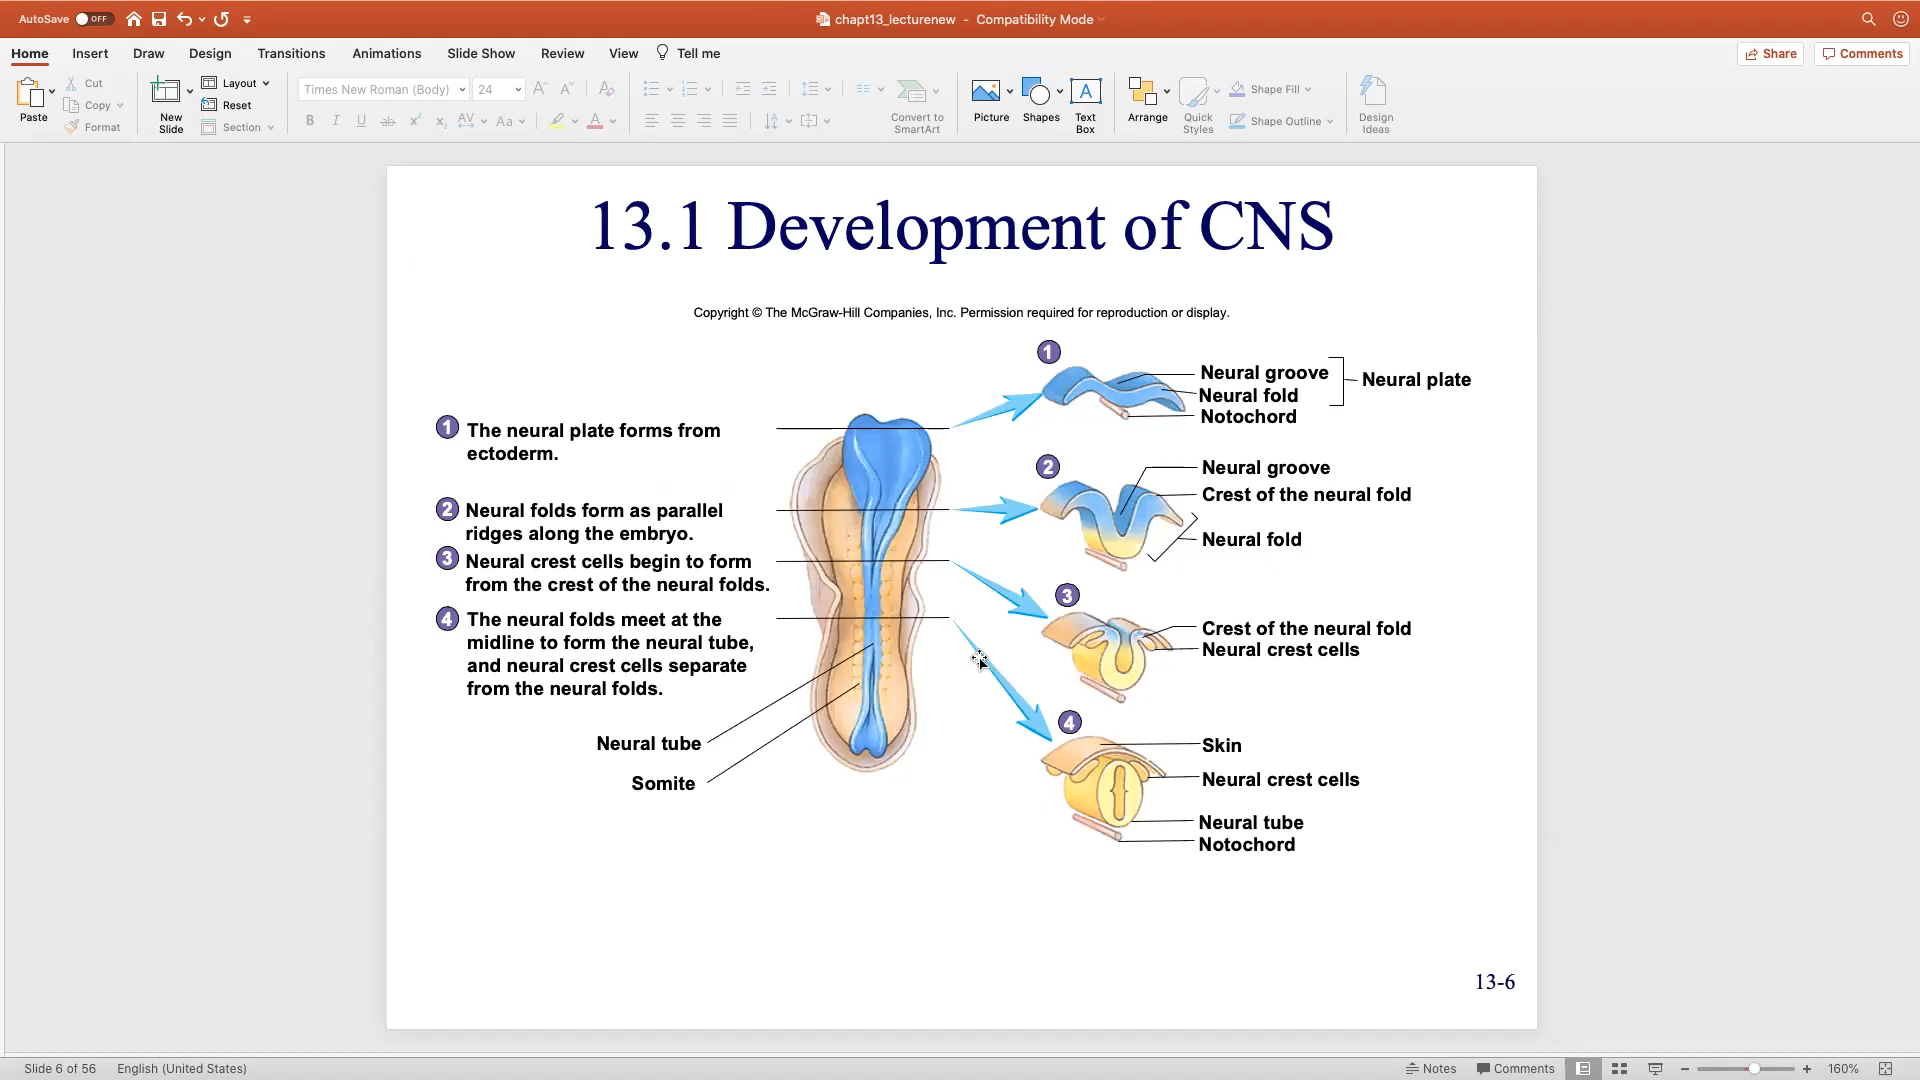 AutoSave OFF
chapt13_lecturenew - Compatibility Mode
Home Insert Draw Design Transitions Animations Slide Show Review View Tell me
Share Comments
Paste
Cut
Copy
Format
New
Slide
Layout
Reset
Section
Times New Roman (Body) 24
Convert to
SmartArt
Picture
Shapes
Text
Box
Arrange
Quick
Styles
Shape Fill
Shape Outline
Design
Ideas
13.1 Development of CNS
Copyright © The McGraw-Hill Companies, Inc. Permission required for reproduction or display.
1 The neural plate forms from
ectoderm.
2 Neural folds form as parallel
ridges along the embryo.
3 Neural crest cells begin to form
from the crest of the neural folds.
4 The neural folds meet at the
midline to form the neural tube,
and neural crest cells separate
from the neural folds.
Neural tube
Somite
1
Neural groove
Neural fold
Notochord
Neural plate
2
Neural groove
Crest of the neural fold
Neural fold
3
Crest of the neural fold
Neural crest cells
4
Skin
Neural crest cells
Neural tube
Notochord
13-6
Slide 6 of 56 English (United States)
Notes Comments 160%